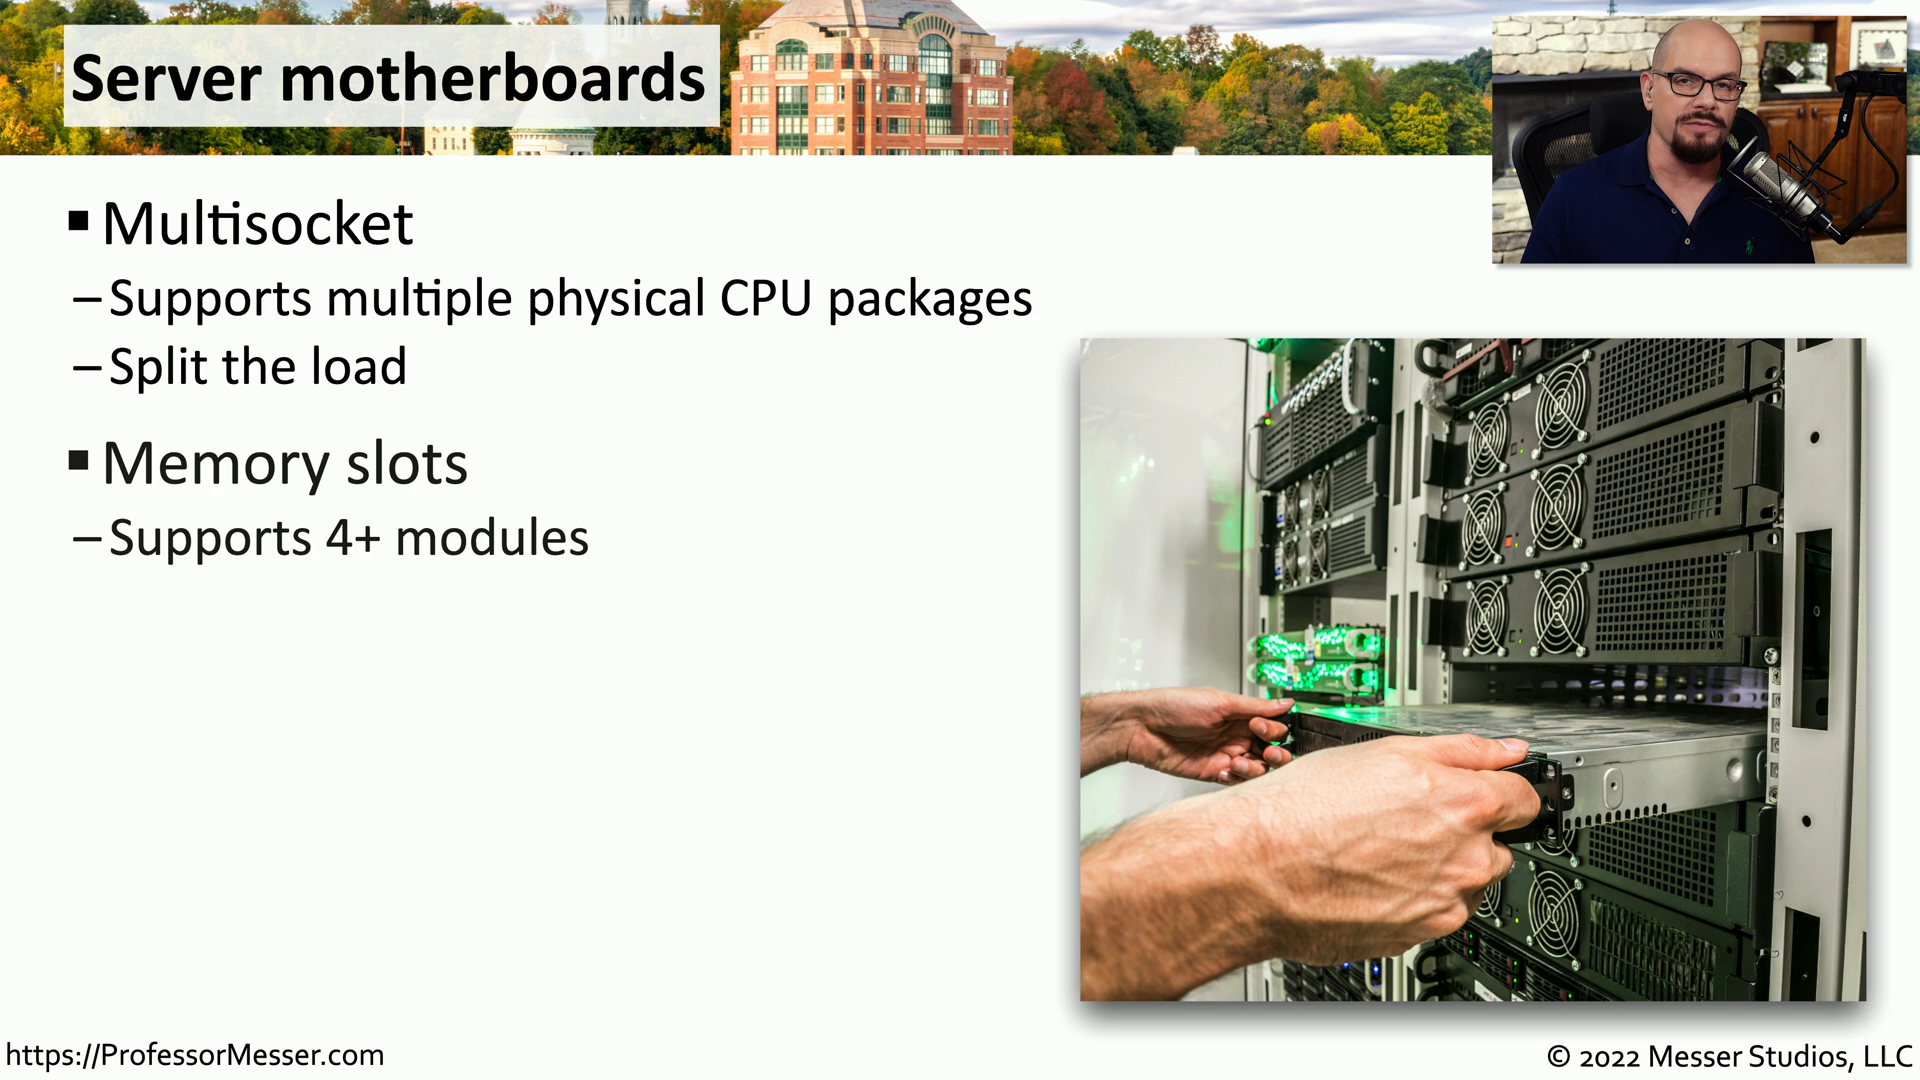 Server motherboards
▪ Multisocket
– Supports multiple physical CPU packages
– Split the load
▪ Memory slots
– Supports 4+ modules
https://ProfessorMesser.com
© 2022 Messer Studios, LLC